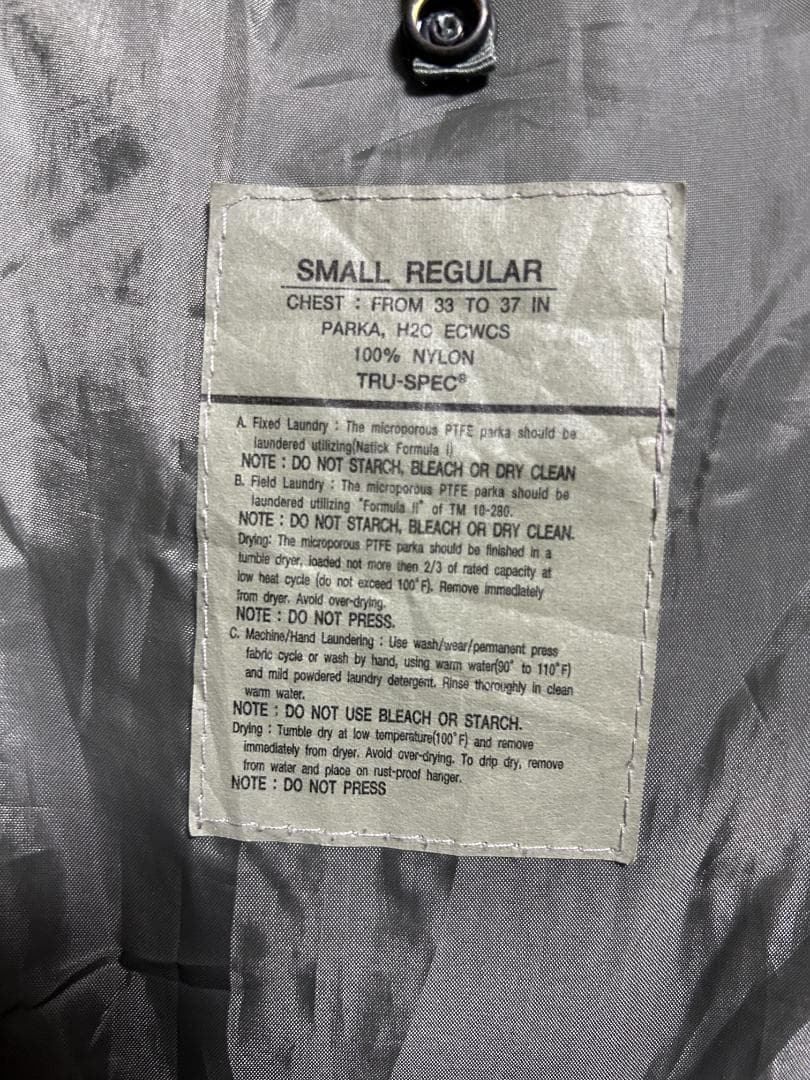 SMALL REGULAR
CHEST : FROM 33 TO 37 IN
PARKA, H2O ECWCS
100% NYLON
TRU-SPEC®
A. Fixed Laundry : The microporous PTFE parka should be
laundered utilizing(Natick Formula I)
NOTE : DO NOT STARCH, BLEACH OR DRY CLEAN
B. Field Laundry : The microporous PTFE parka should be
laundered utilizing "Formula II" of TM 10-280.
NOTE : DO NOT STARCH, BLEACH OR DRY CLEAN.
Drying: The microporous PTFE parka should be finished in a
tumble dryer, loaded not more then 2/3 of rated capacity at
low heat cycle (do not exceed 100°F). Remove immediately
from dryer. Avoid over-drying.
NOTE : DO NOT PRESS.
C. Machine/Hand Laundering : Use wash/wear/permanent press
fabric cycle or wash by hand, using warm water(90° to 110°F)
and mild powdered laundry detergent. Rinse thoroughly in clean
warm water.
NOTE : DO NOT USE BLEACH OR STARCH.
Drying : Tumble dry at low temperature(100°F) and remove
immediately from dryer. Avoid over-drying. To drip dry, remove
from water and place on rust-proof hanger.
NOTE : DO NOT PRESS